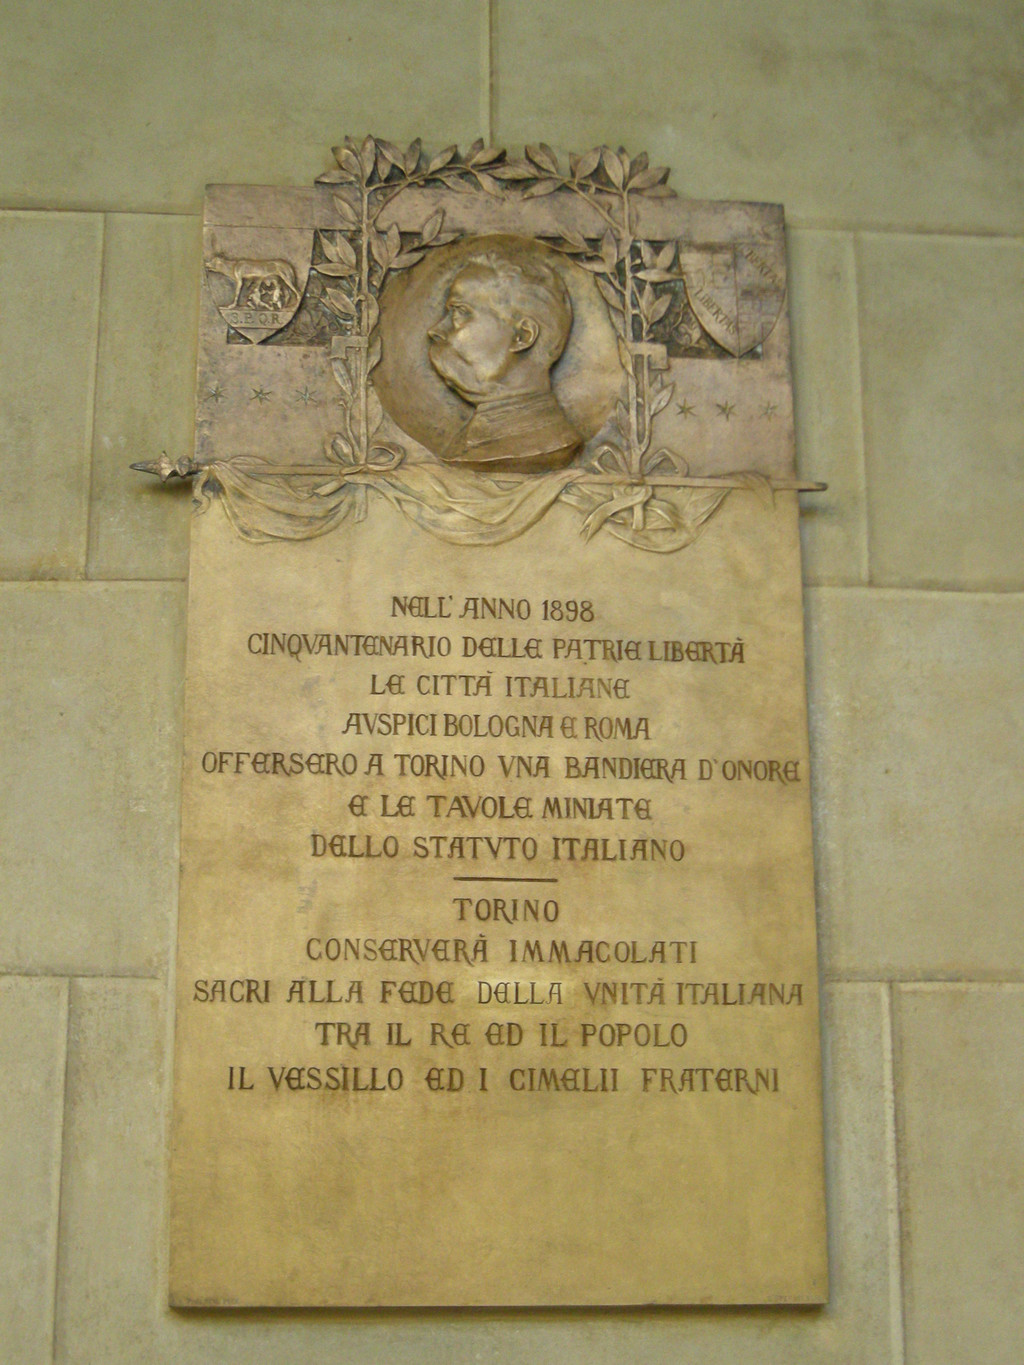 S.P.Q.R
LIBERTAS
LIBERTAS
NELL' ANNO 1898
CINQVANTENARIO DELLE PATRIE LIBERTÀ
LE CITTÀ ITALIANE
AVSPICI BOLOGNA E ROMA
OFFERSERO A TORINO VNA BANDIERA D'ONORE
E LE TAVOLE MINIATE
DELLO STATVTO ITALIANO
TORINO
CONSERVERÀ IMMACOLATI
SACRI ALLA FEDE DELLA VNITÀ ITALIANA
TRA IL RE ED IL POPOLO
IL VESSILLO ED I CIMELII FRATERNI